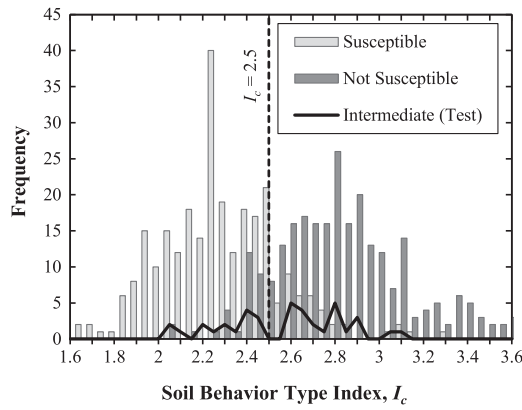 45
40
35
30
25
20
15
10
5
0
Frequency
I_c = 2.5
Susceptible
Not Susceptible
Intermediate (Test)
1.6 1.8 2 2.2 2.4 2.6 2.8 3 3.2 3.4 3.6
Soil Behavior Type Index, I_c